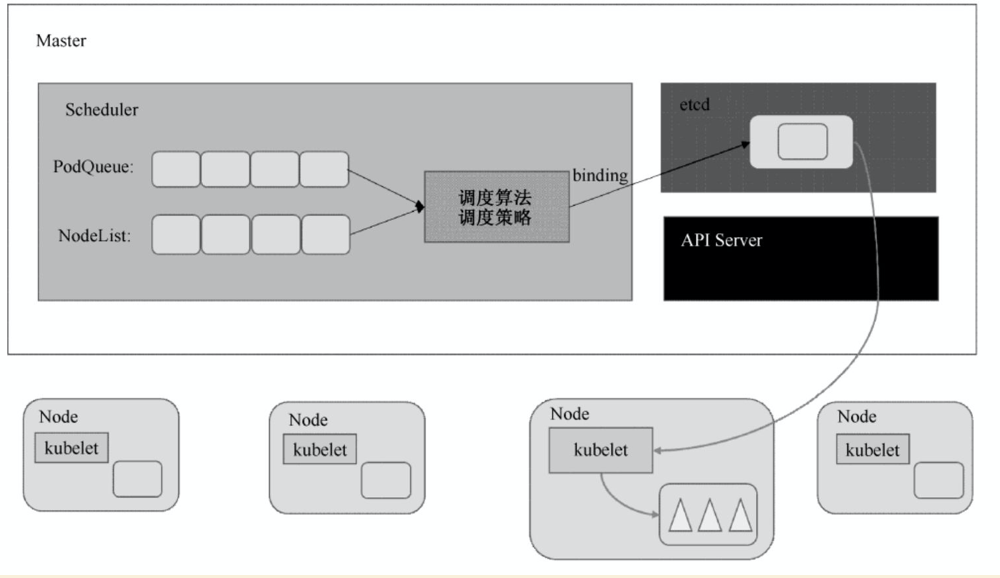 Master
Scheduler
etcd
PodQueue:
binding
调度算法
调度策略
NodeList:
API Server
Node
kubelet
Node
kubelet
Node
kubelet
Node
kubelet